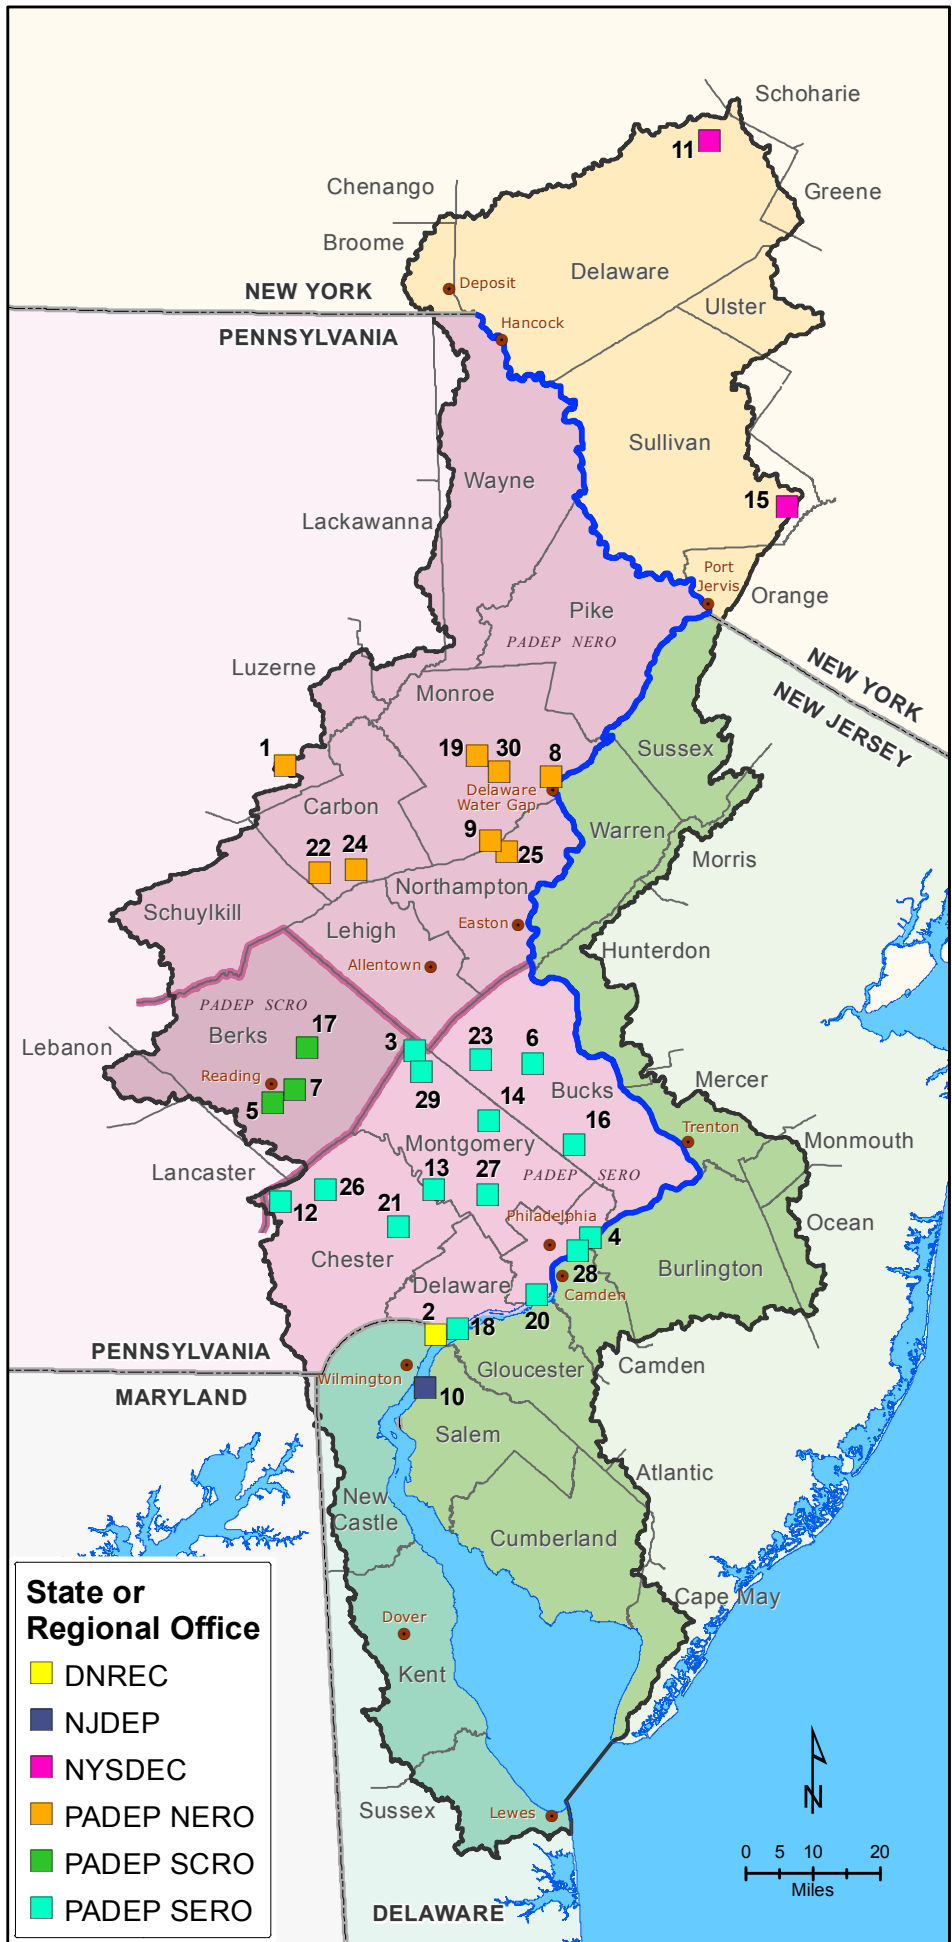 Schoharie
11
Chenango
Greene
Broome
Delaware
Deposit
NEW YORK
Ulster
Hancock
PENNSYLVANIA
Sullivan
Wayne
15
Lackawanna
Port
Jervis
Orange
Pike
PADEP NERO
Luzerne
NEW YORK
Monroe
NEW JERSEY
1
19
30
8
Sussex
Delaware
Water Gap
Carbon
9
Warren
22
24
25
Morris
Northampton
Schuylkill
Easton
Lehigh
Hunterdon
Allentown
PADEP SCRO
17
Berks
3
23
6
Lebanon
Reading
7
5
29
Bucks
Mercer
14
16
Trenton
Montgomery
Monmouth
Lancaster
PADEP SERO
13
27
26
12
21
Philadelphia
Ocean
4
Chester
28
Burlington
Delaware
Camden
2
18
20
PENNSYLVANIA
Gloucester
Camden
Wilmington
MARYLAND
10
Salem
Atlantic
New
Castle
Cumberland
Cape May
Dover
Kent
Sussex
Lewes
DELAWARE
State or
Regional Office
DNREC
NJDEP
NYSDEC
PADEP NERO
PADEP SCRO
PADEP SERO
N
0 5 10 20
Miles